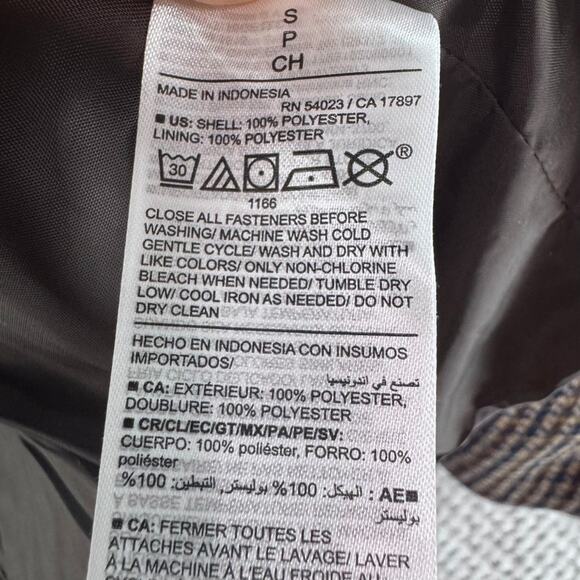 S
P
CH
MADE IN INDONESIA
RN 54023 / CA 17897
■ US: SHELL: 100% POLYESTER,
LINING: 100% POLYESTER
30 ®
1166
CLOSE ALL FASTENERS BEFORE
WASHING/ MACHINE WASH COLD
GENTLE CYCLE/ WASH AND DRY WITH
LIKE COLORS/ ONLY NON-CHLORINE
BLEACH WHEN NEEDED/ TUMBLE DRY
LOW/ COOL IRON AS NEEDED/ DO NOT
DRY CLEAN
HECHO EN INDONESIA CON INSUMOS
IMPORTADOS/
تصنع في اندونيسيا
■ CA: EXTÉRIEUR: 100% POLYESTER,
DOUBLURE: 100% POLYESTER
■ CR/CL/EC/GT/MX/PA/PE/SV:
CUERPO: 100% poliéster, FORRO: 100%
poliéster
■AE : الهيكل: 100% بوليستر, التبطين: 100%
بوليستر
■ CA: FERMER TOUTES LES
ATTACHES AVANT LE LAVAGE/ LAVER
À LA MACHINE À L'EAU FROIDE AU